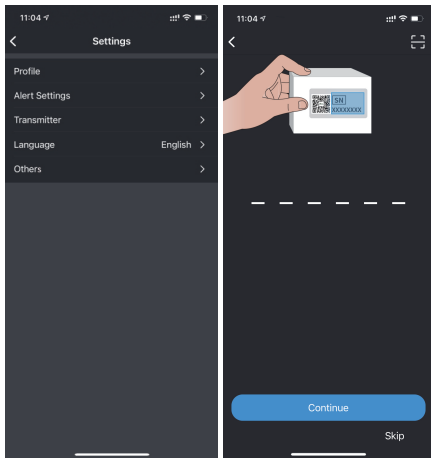 11:04
Settings
Profile
Alert Settings
Transmitter
Language English
Others
11:04
SN
XXXXXXXX
Continue
Skip